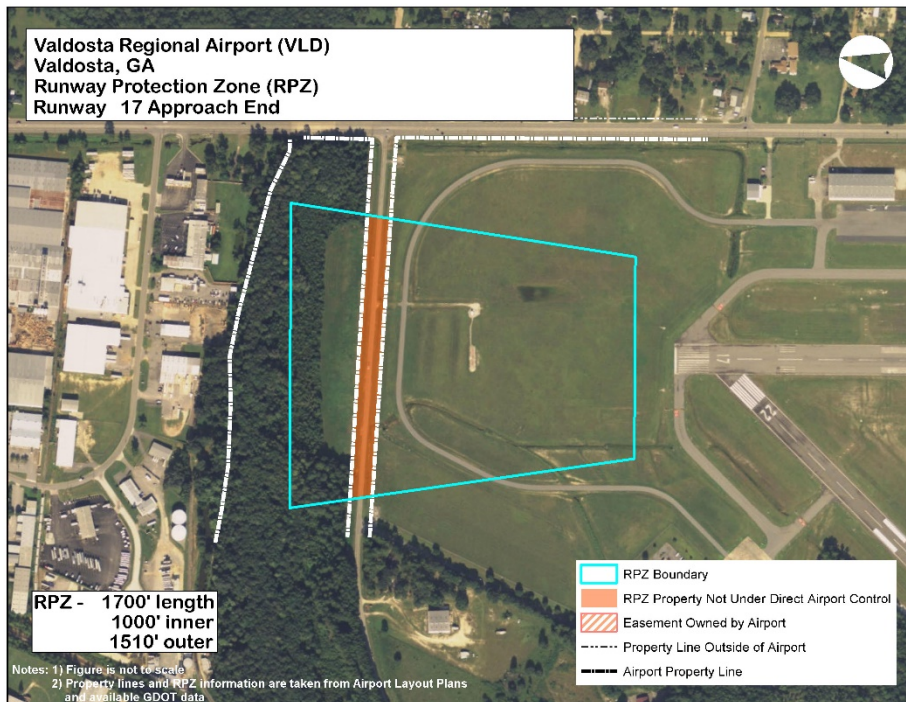 Valdosta Regional Airport (VLD)
Valdosta, GA
Runway Protection Zone (RPZ)
Runway 17 Approach End
17
22
RPZ - 1700' length
1000' inner
1510' outer
Notes: 1) Figure is not to scale
2) Property lines and RPZ information are taken from Airport Layout Plans
and available GDOT data
RPZ Boundary
RPZ Property Not Under Direct Airport Control
Easement Owned by Airport
Property Line Outside of Airport
Airport Property Line